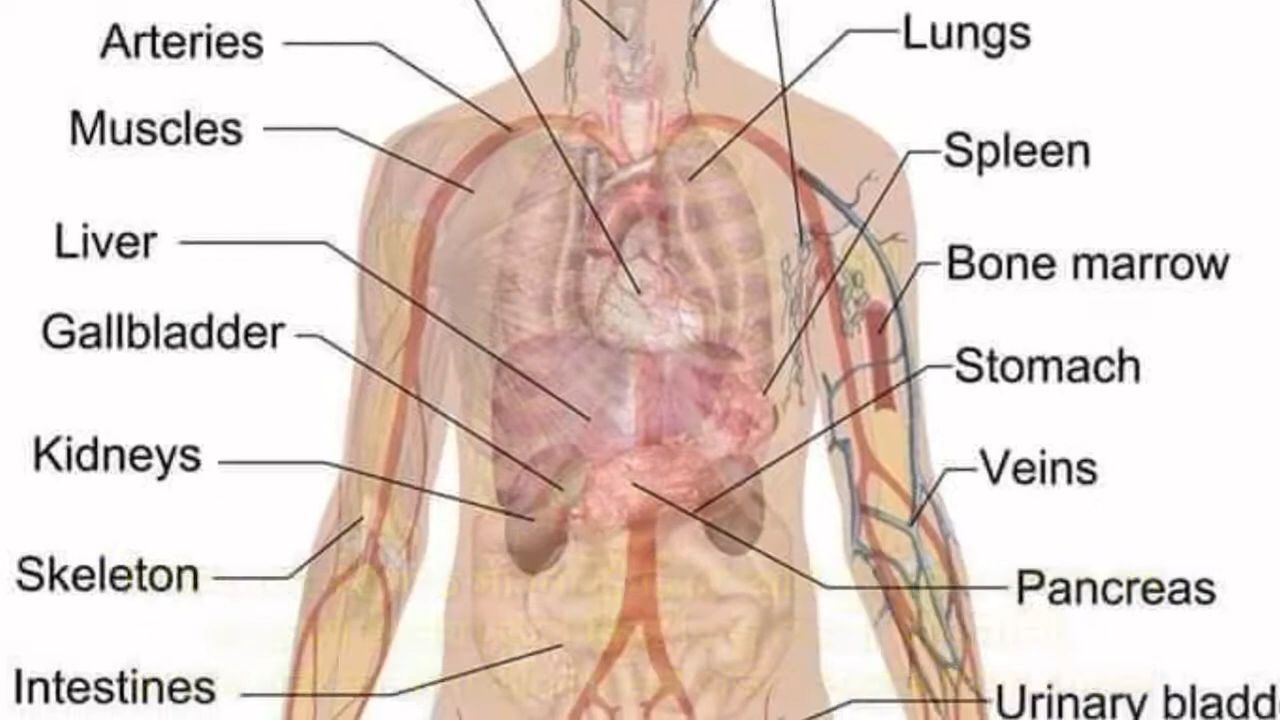 Arteries
Muscles
Liver
Gallbladder
Kidneys
Skeleton
Intestines
Lungs
Spleen
Bone marrow
Stomach
Veins
Pancreas
Urinary bladd